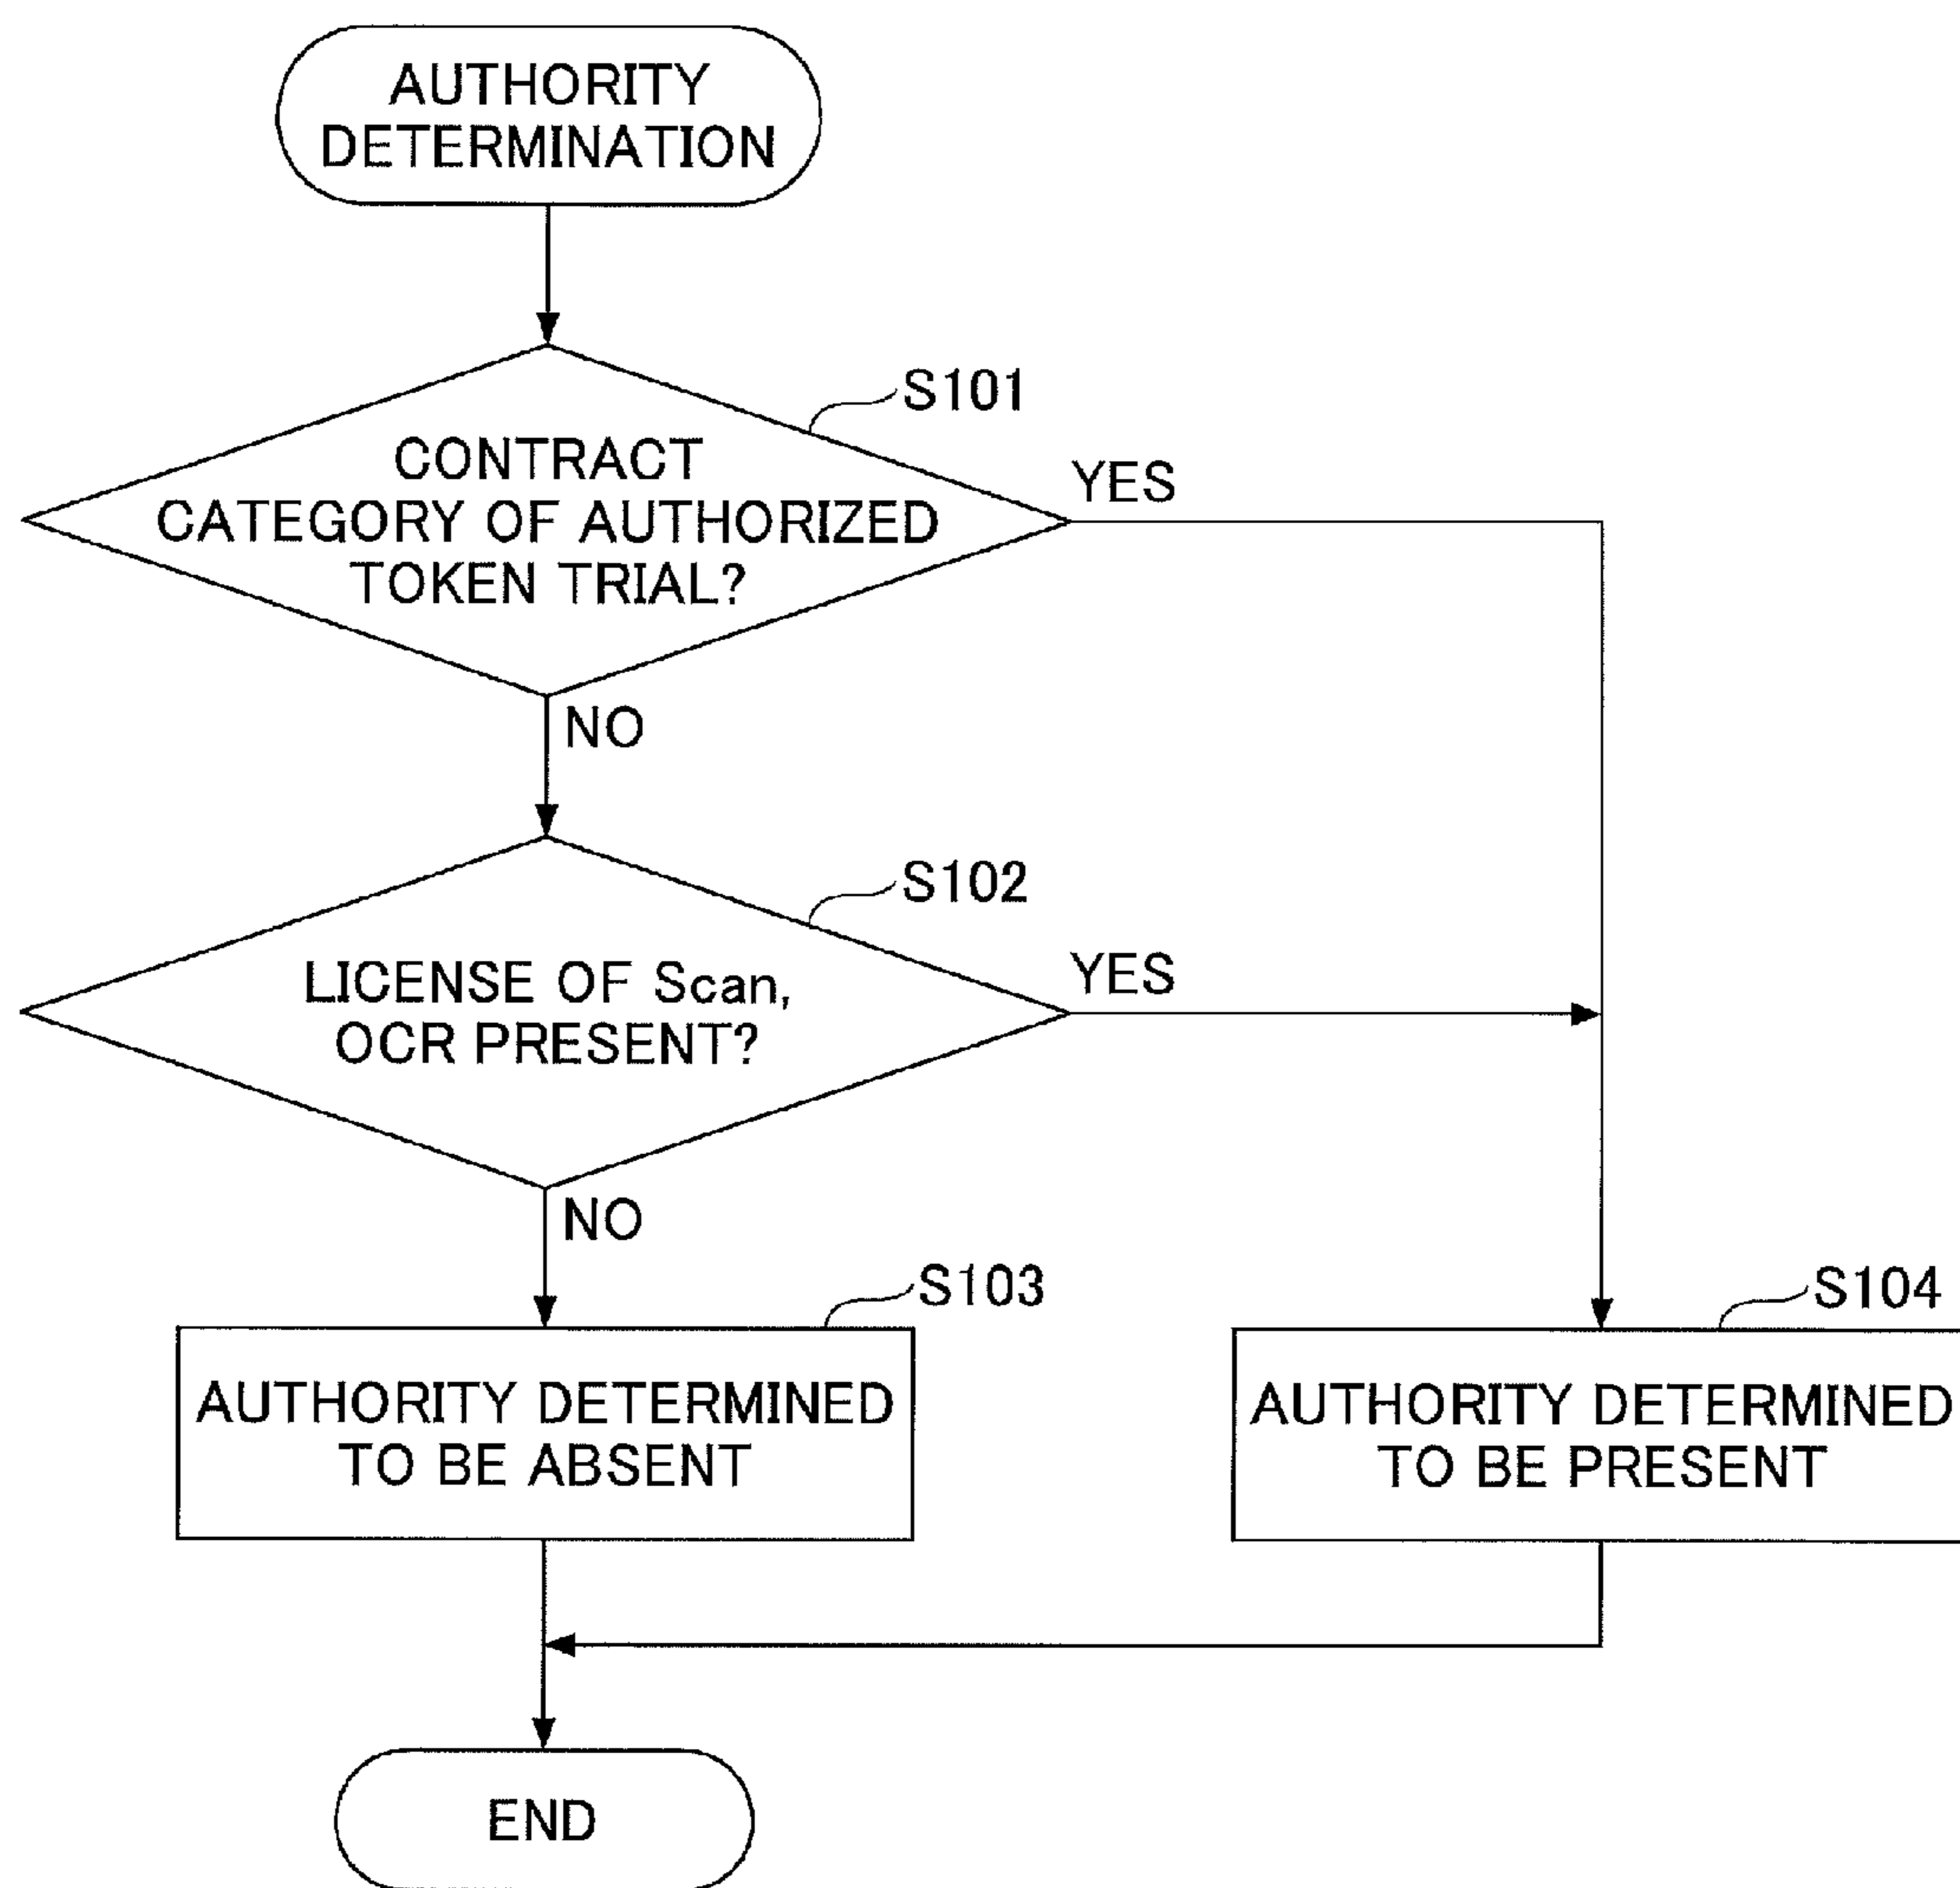 AUTHORITY
DETERMINATION
S101
CONTRACT
CATEGORY OF AUTHORIZED
TOKEN TRIAL?
YES
NO
S102
LICENSE OF Scan,
OCR PRESENT?
YES
NO
S103
AUTHORITY DETERMINED
TO BE ABSENT
S104
AUTHORITY DETERMINED
TO BE PRESENT
END